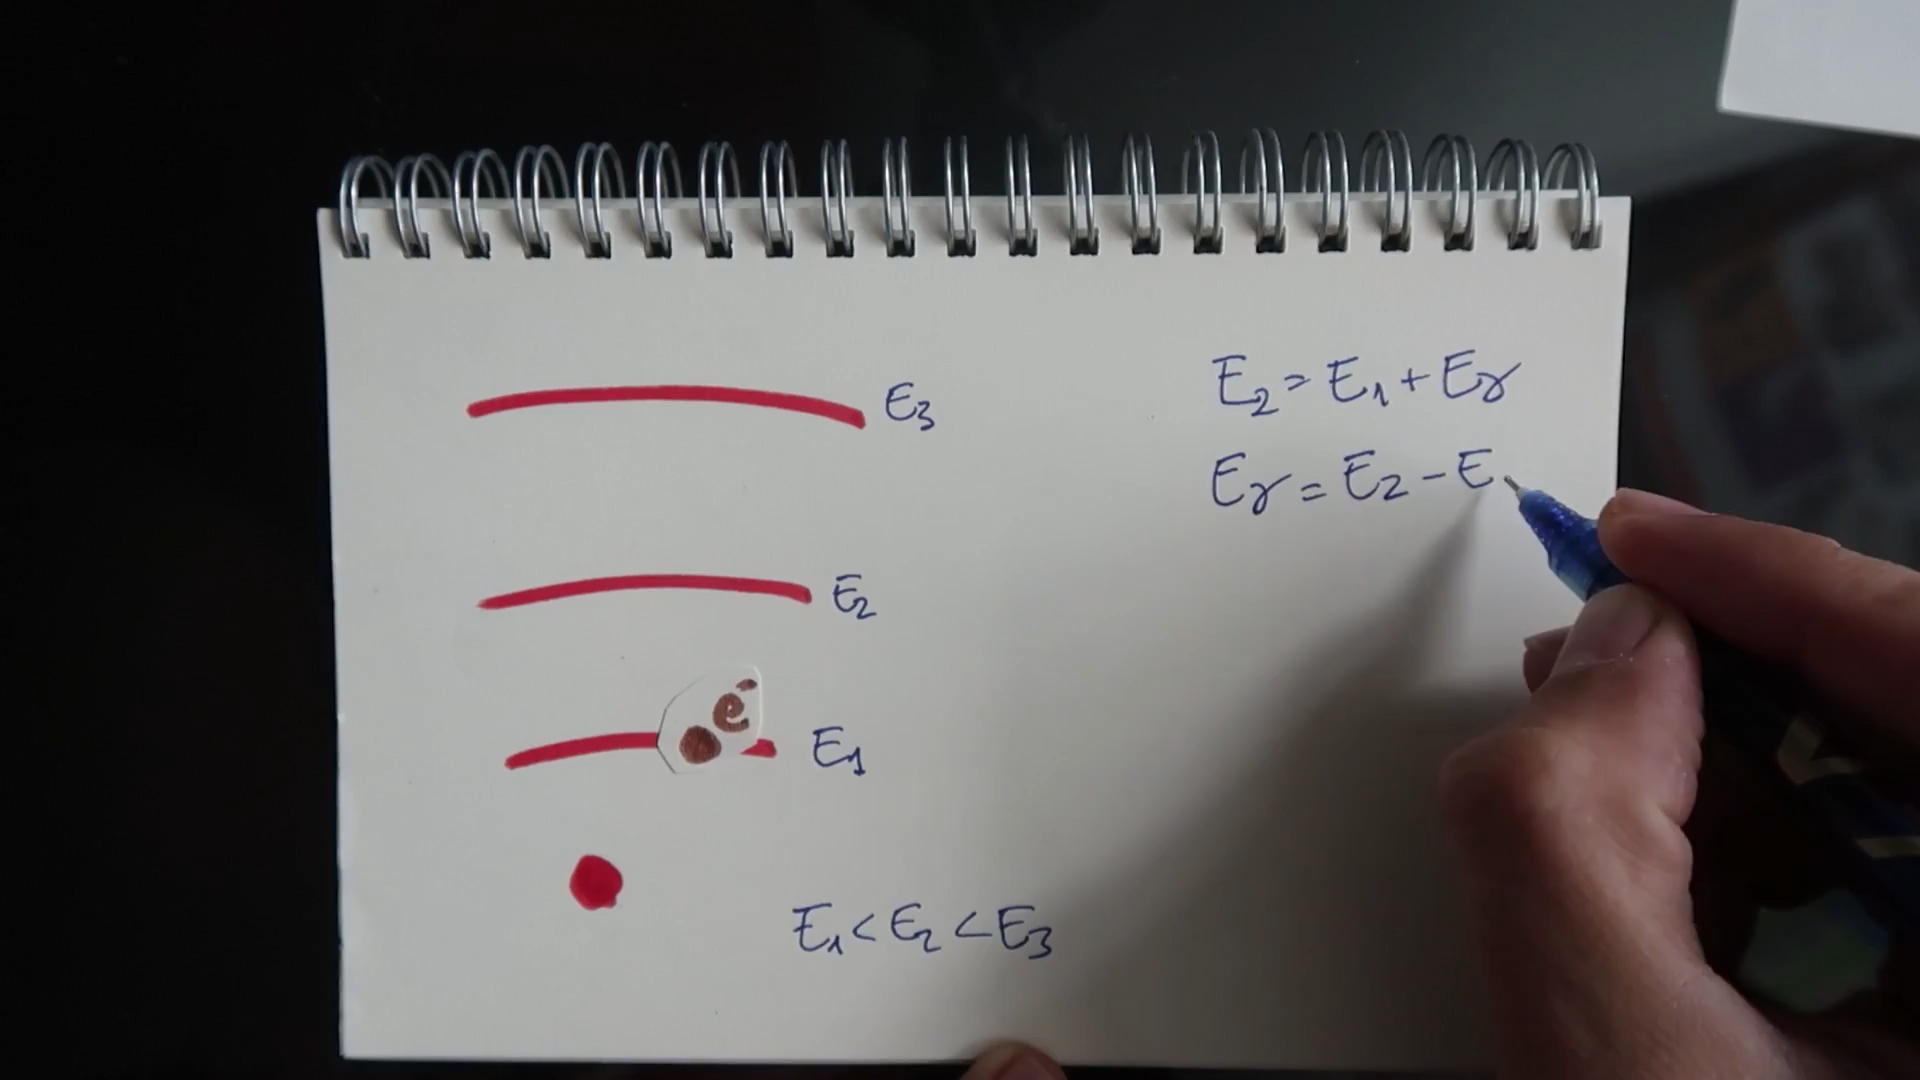 E₃
E₂ = E₁ + Eγ
Eγ = E₂ - E
E₂
e⁻
E₁
E₁ < E₂ < E₃